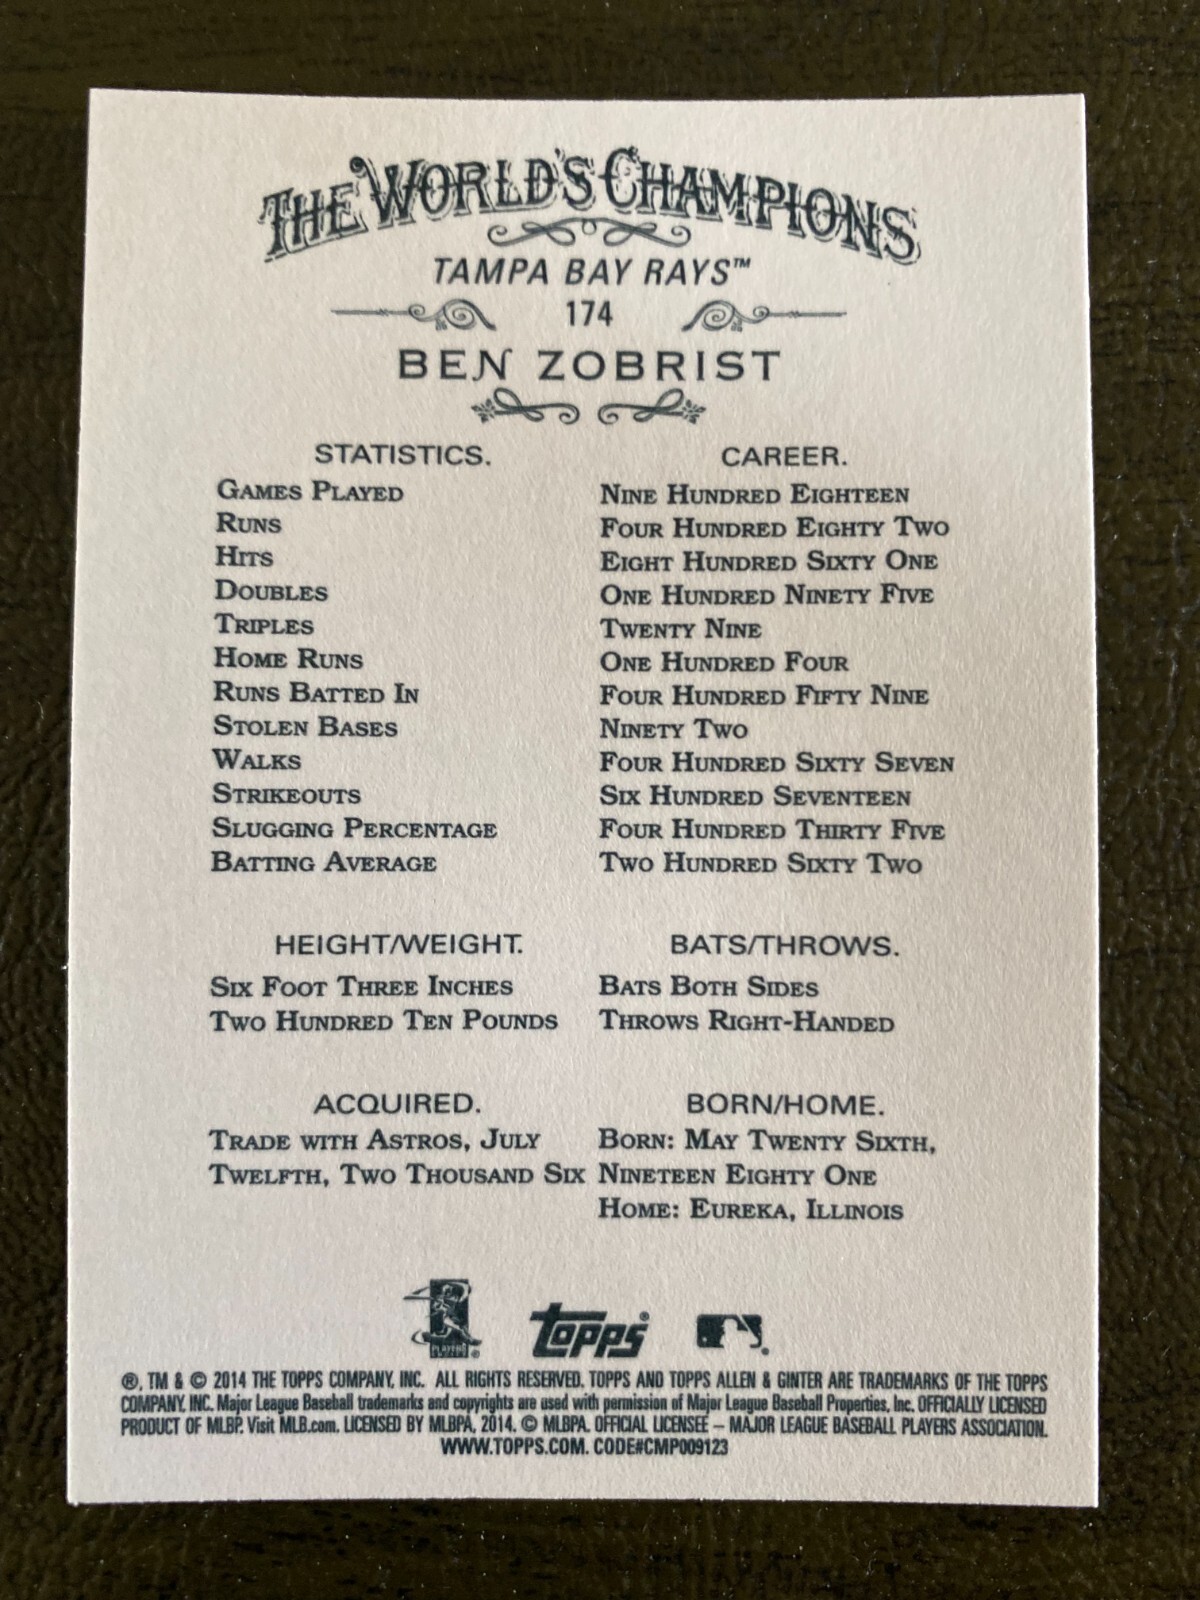 THE WORLD'S CHAMPIONS
TAMPA BAY RAYS™
174
BEN ZOBRIST
STATISTICS. CAREER.
GAMES PLAYED NINE HUNDRED EIGHTEEN
RUNS FOUR HUNDRED EIGHTY TWO
HITS EIGHT HUNDRED SIXTY ONE
DOUBLES ONE HUNDRED NINETY FIVE
TRIPLES TWENTY NINE
HOME RUNS ONE HUNDRED FOUR
RUNS BATTED IN FOUR HUNDRED FIFTY NINE
STOLEN BASES NINETY TWO
WALKS FOUR HUNDRED SIXTY SEVEN
STRIKEOUTS SIX HUNDRED SEVENTEEN
SLUGGING PERCENTAGE FOUR HUNDRED THIRTY FIVE
BATTING AVERAGE TWO HUNDRED SIXTY TWO
HEIGHT/WEIGHT. BATS/THROWS.
SIX FOOT THREE INCHES BATS BOTH SIDES
TWO HUNDRED TEN POUNDS THROWS RIGHT-HANDED
ACQUIRED. BORN/HOME.
TRADE WITH ASTROS, JULY BORN: MAY TWENTY SIXTH,
TWELFTH, TWO THOUSAND SIX NINETEEN EIGHTY ONE
HOME: EUREKA, ILLINOIS
PLAYERS ® topps® ®
®, TM & © 2014 THE TOPPS COMPANY, INC. ALL RIGHTS RESERVED. TOPPS AND TOPPS ALLEN & GINTER ARE TRADEMARKS OF THE TOPPS
COMPANY, INC. Major League Baseball trademarks and copyrights are used with permission of Major League Baseball Properties, Inc. OFFICIALLY LICENSED
PRODUCT OF MLBP. Visit MLB.com. LICENSED BY MLBPA, 2014. © MLBPA. OFFICIAL LICENSEE – MAJOR LEAGUE BASEBALL PLAYERS ASSOCIATION.
WWW.TOPPS.COM. CODE#CMP009123